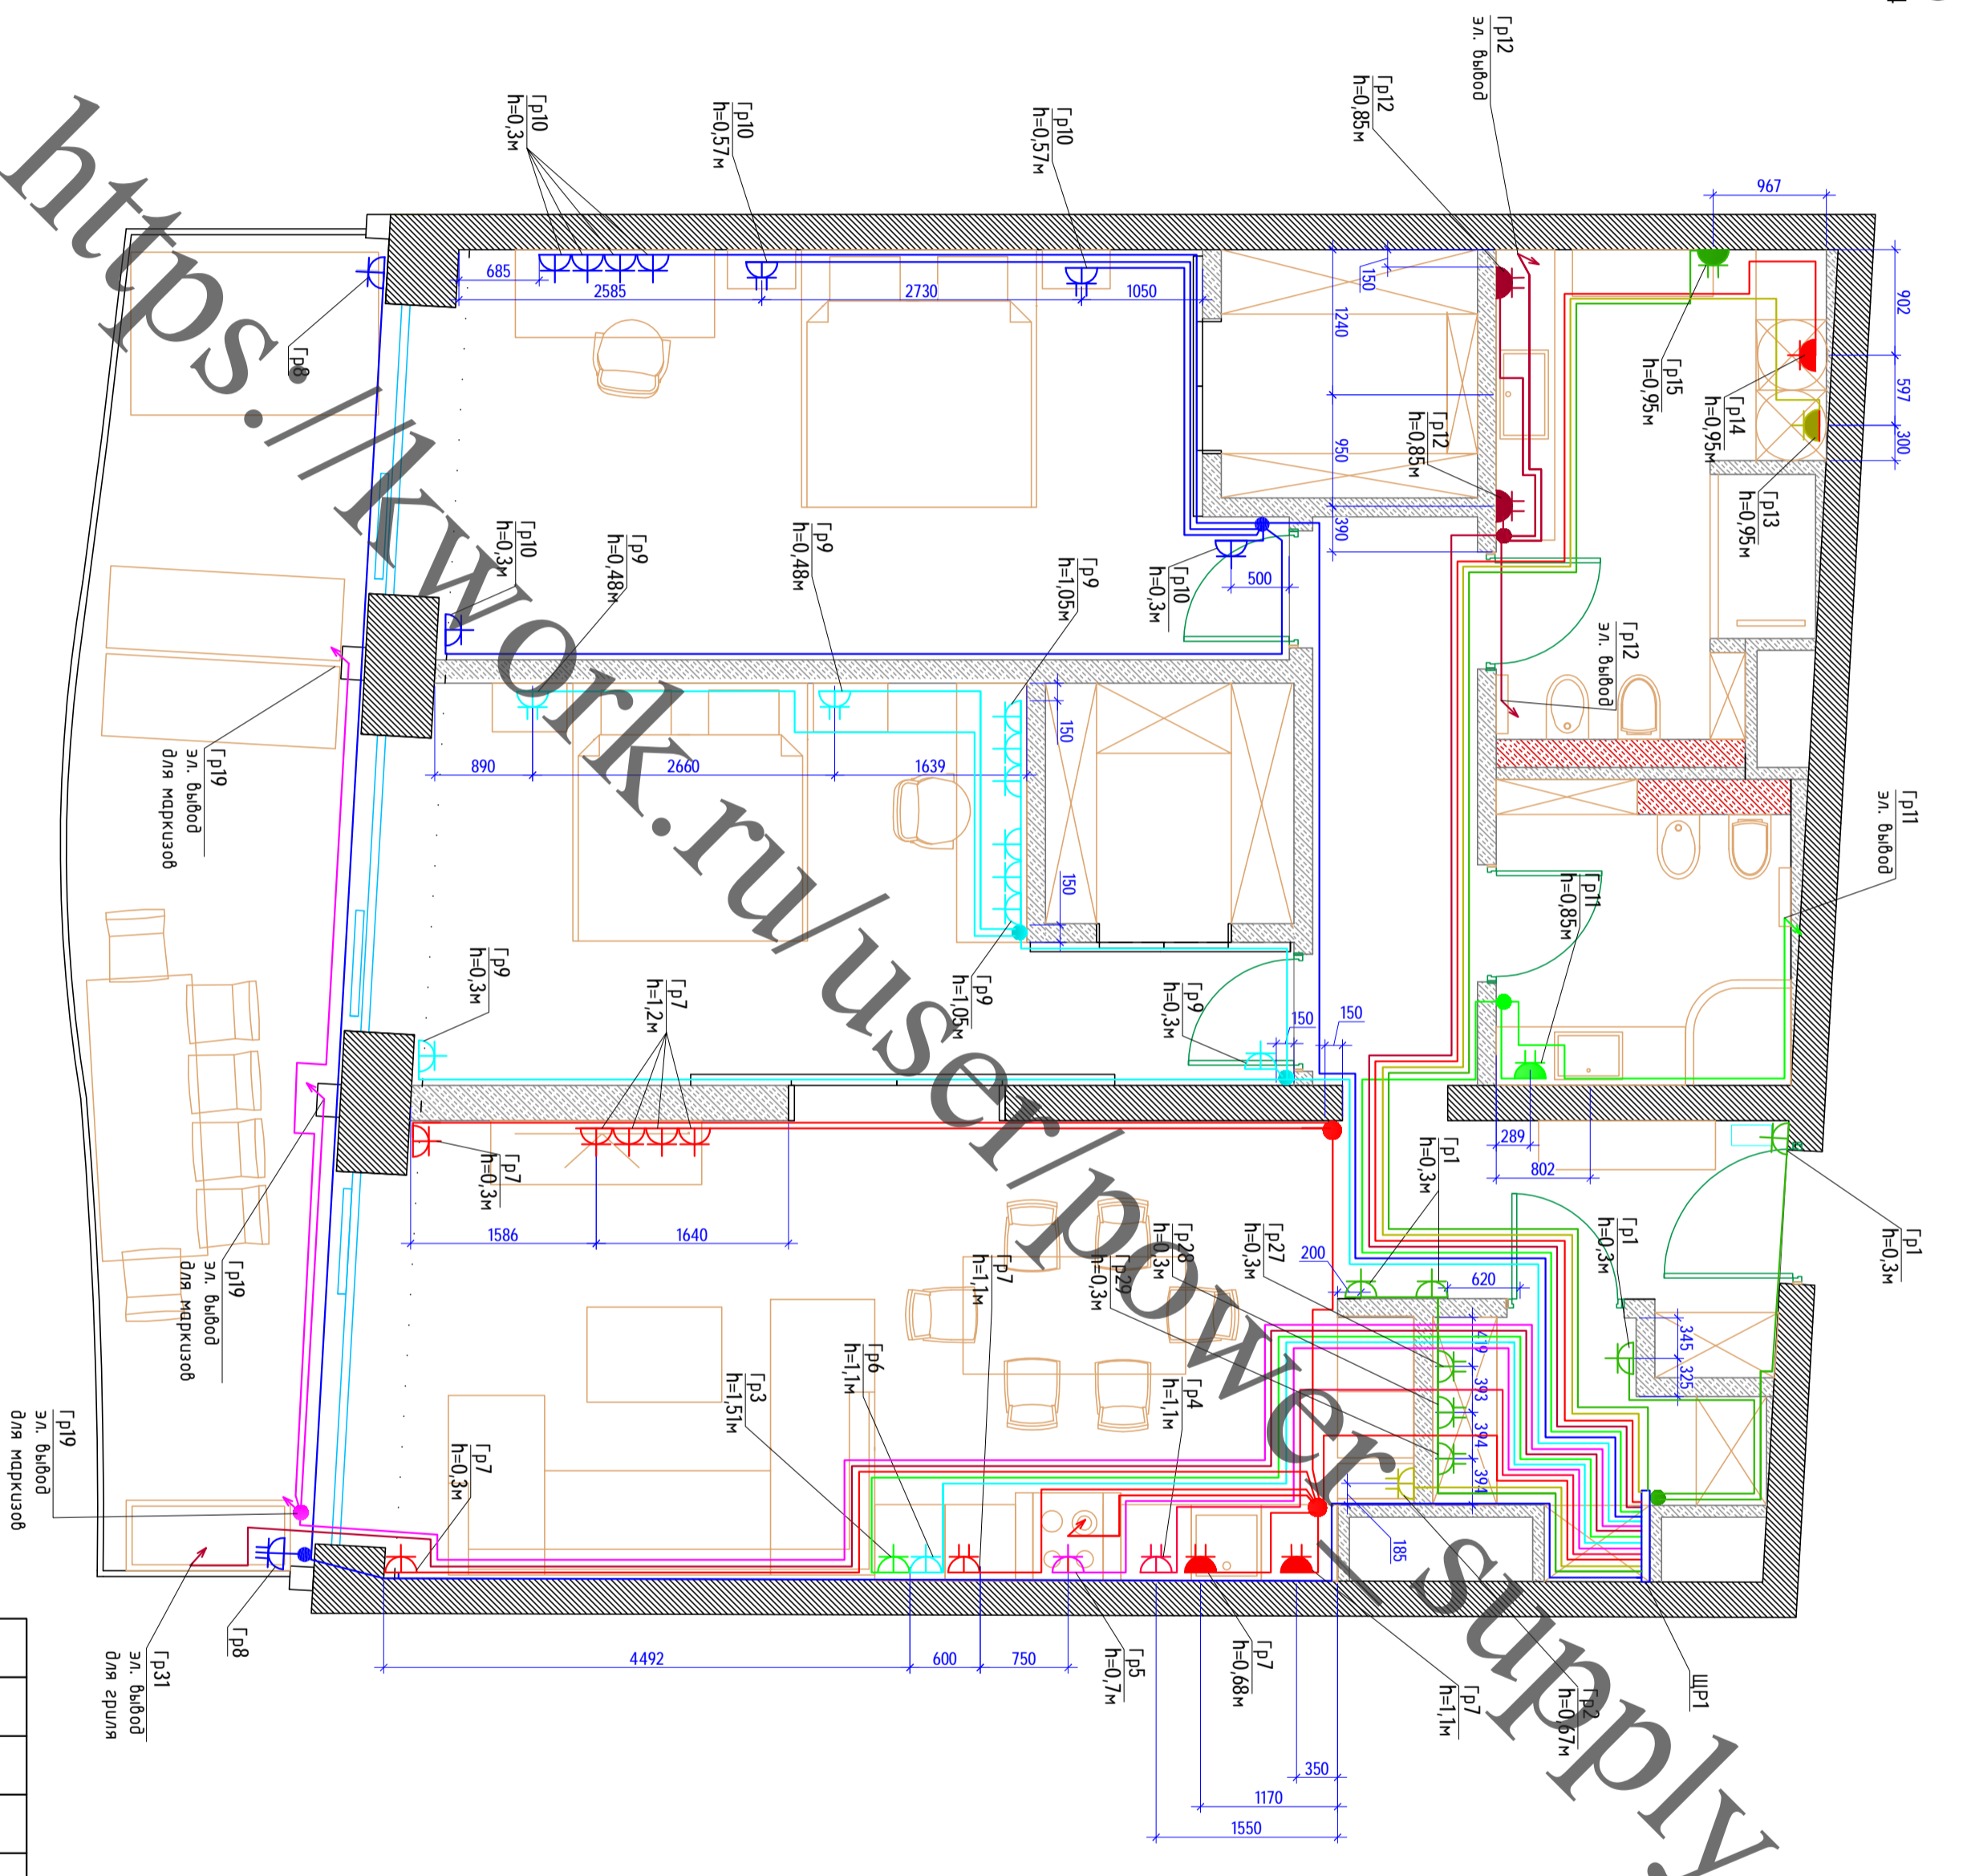 Гр12
эл. вывод
Гр12
h=0,85м
Гр10
h=0,3м
Гр10
h=0,57м
Гр10
h=0,57м
967
902
597
300
150
1240
950
390
685
2585
2730
1050
Гр15
h=0,95м
Гр14
h=0,95м
Гр13
h=0,95м
Гр12
h=0,85м
Гр8
Гр10
h=0,3м
Гр9
h=0,48м
Гр9
h=0,48м
Гр9
h=1,05м
Гр10
h=0,3м
500
Гр12
эл. вывод
Гр19
эл. вывод
для маркизов
890
2660
1639
150
150
Гр11
эл. вывод
Гр11
h=0,85м
Гр9
h=0,3м
Гр7
h=1,2м
Гр9
h=1,05м
Гр9
h=0,3м
150
150
289
802
Гр7
h=0,3м
1586
1640
Гр1
h=0,3м
Гр1
h=0,3м
Гр1
h=0,3м
Гр19
эл. вывод
для маркизов
Гр7
h=1,1м
Гр29
h=0,3м
Гр28
h=0,3м
Гр27
h=0,3м
200
620
419
393
394
394
345
325
Гр19
эл. вывод
для маркизов
Гр7
h=0,3м
Гр3
h=1,51м
Гр6
h=1,1м
Гр4
h=1,1м
185
Гр31
эл. вывод
для гриля
Гр8
4492
600
750
Гр5
h=0,7м
Гр7
h=0,68м
Гр7
h=1,1м
Гр2
h=0,67м
ЩР1
350
1170
1550
https://kwork.ru/user/power_supply